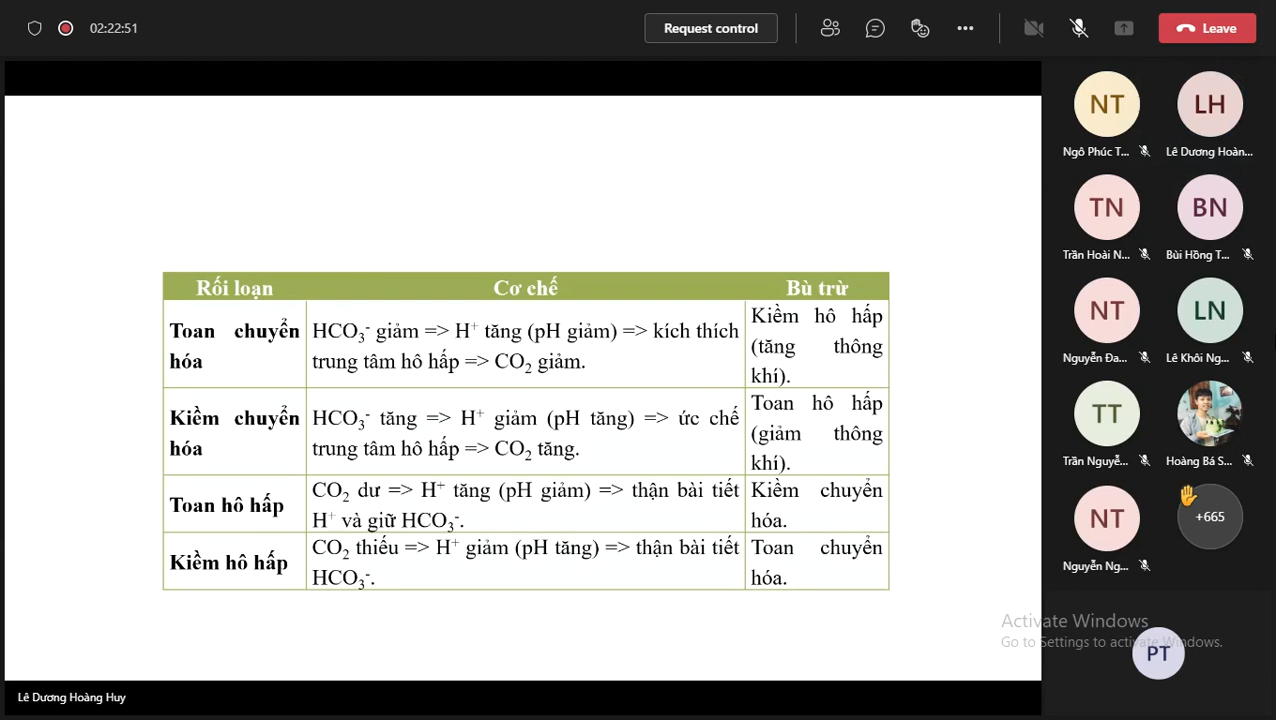 02:22:51
Request control
Leave
NT
LH
Ngô Phúc T...
Lê Dương Hoàn...
TN
BN
Trần Hoài N...
Bùi Hồng T...
NT
LN
Nguyễn Đa...
Lê Khôi Ng...
TT
Trần Nguyễ...
Hoàng Bá S...
NT
+665
Nguyễn Ng...
PT
Activate Windows
Go to Settings to activate Windows.
Rối loạn
Cơ chế
Bù trừ
Toan chuyển
hóa
HCO₃⁻ giảm => H⁺ tăng (pH giảm) => kích thích
trung tâm hô hấp => CO₂ giảm.
Kiềm hô hấp
(tăng thông
khí).
Kiềm chuyển
hóa
HCO₃⁻ tăng => H⁺ giảm (pH tăng) => ức chế
trung tâm hô hấp => CO₂ tăng.
Toan hô hấp
(giảm thông
khí).
Toan hô hấp
CO₂ dư => H⁺ tăng (pH giảm) => thận bài tiết
H⁺ và giữ HCO₃⁻.
Kiềm chuyển
hóa.
Kiềm hô hấp
CO₂ thiếu => H⁺ giảm (pH tăng) => thận bài tiết
HCO₃⁻.
Toan chuyển
hóa.
Lê Dương Hoàng Huy